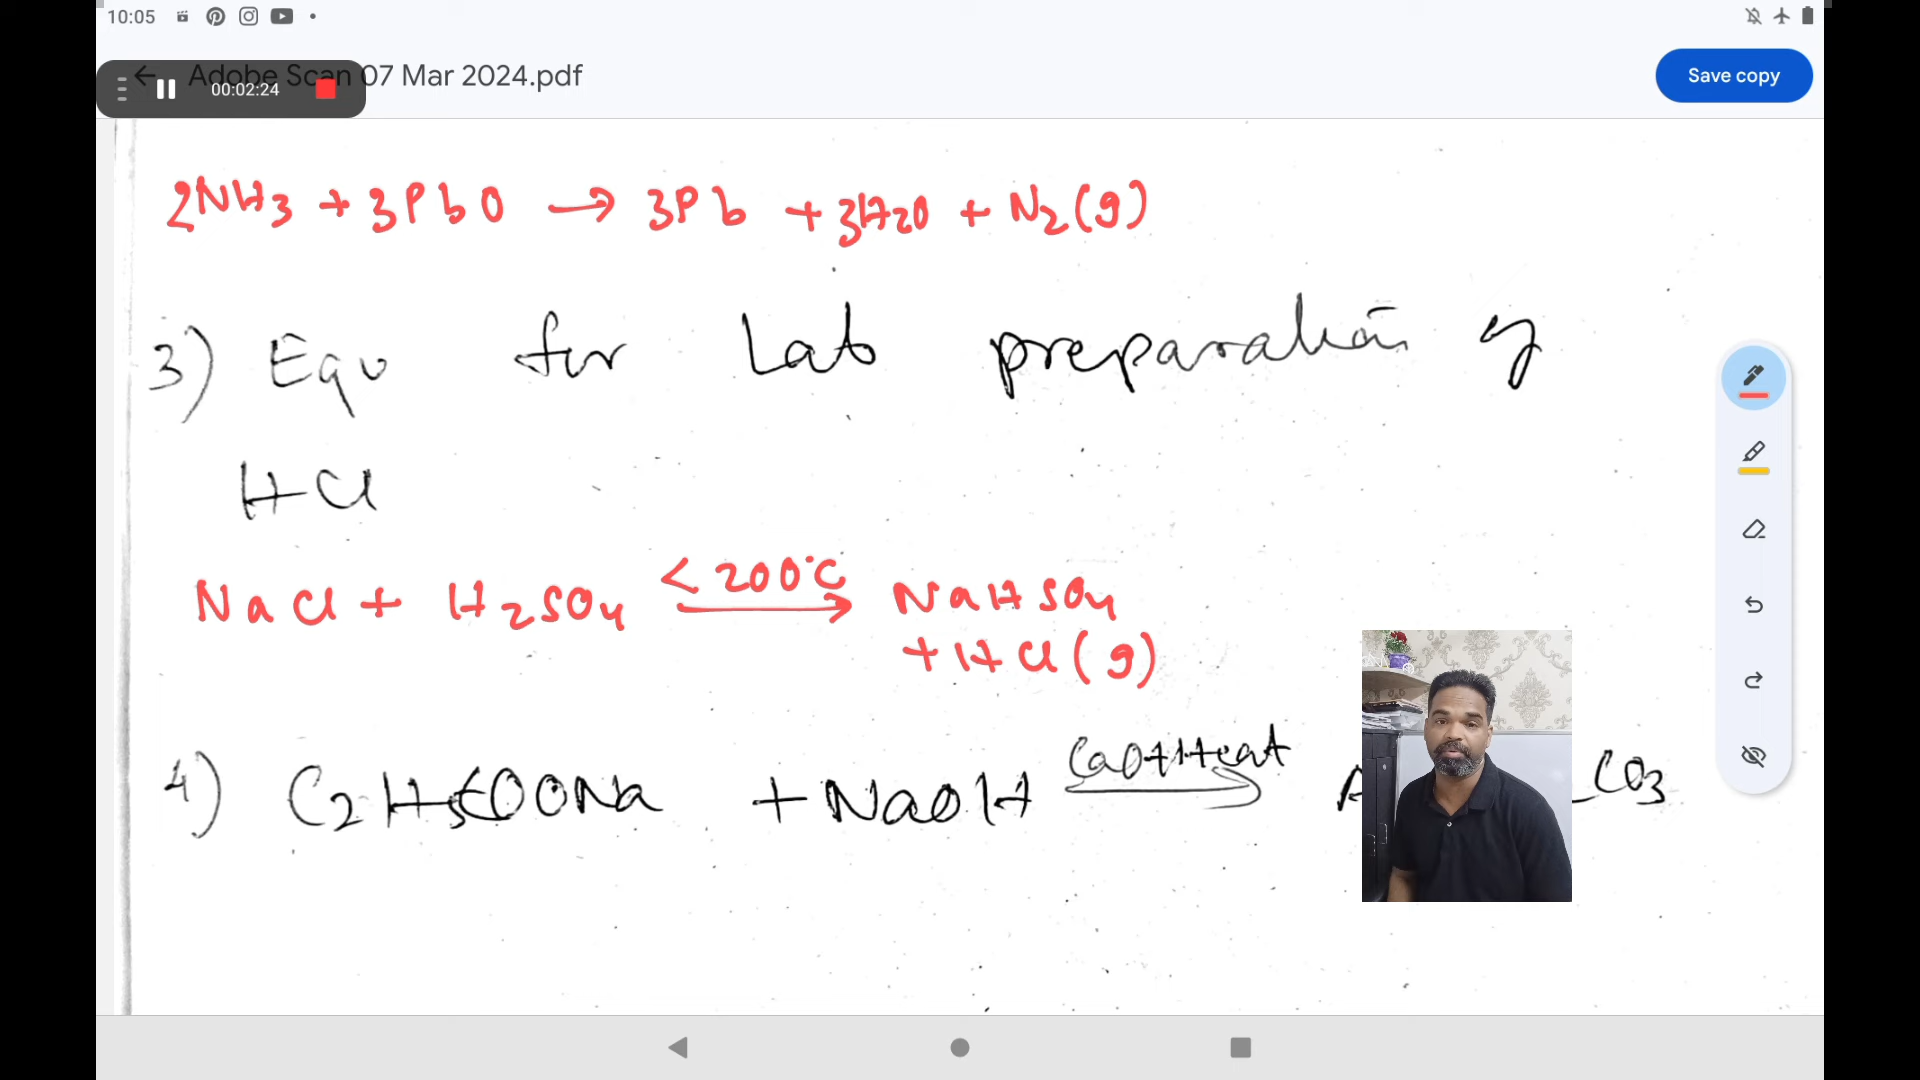 10:05
Adobe Scan 07 Mar 2024.pdf
00:02:24
Save copy
2NH3 + 3PbO → 3Pb + 3H2O + N2(g)
3) Equ for Lab preparation of
HCl
< 200°C
NaCl + H2SO4 → NaHSO4
+ HCl(g)
CaO+Heat
4) C2H5COONa + NaOH → CO3